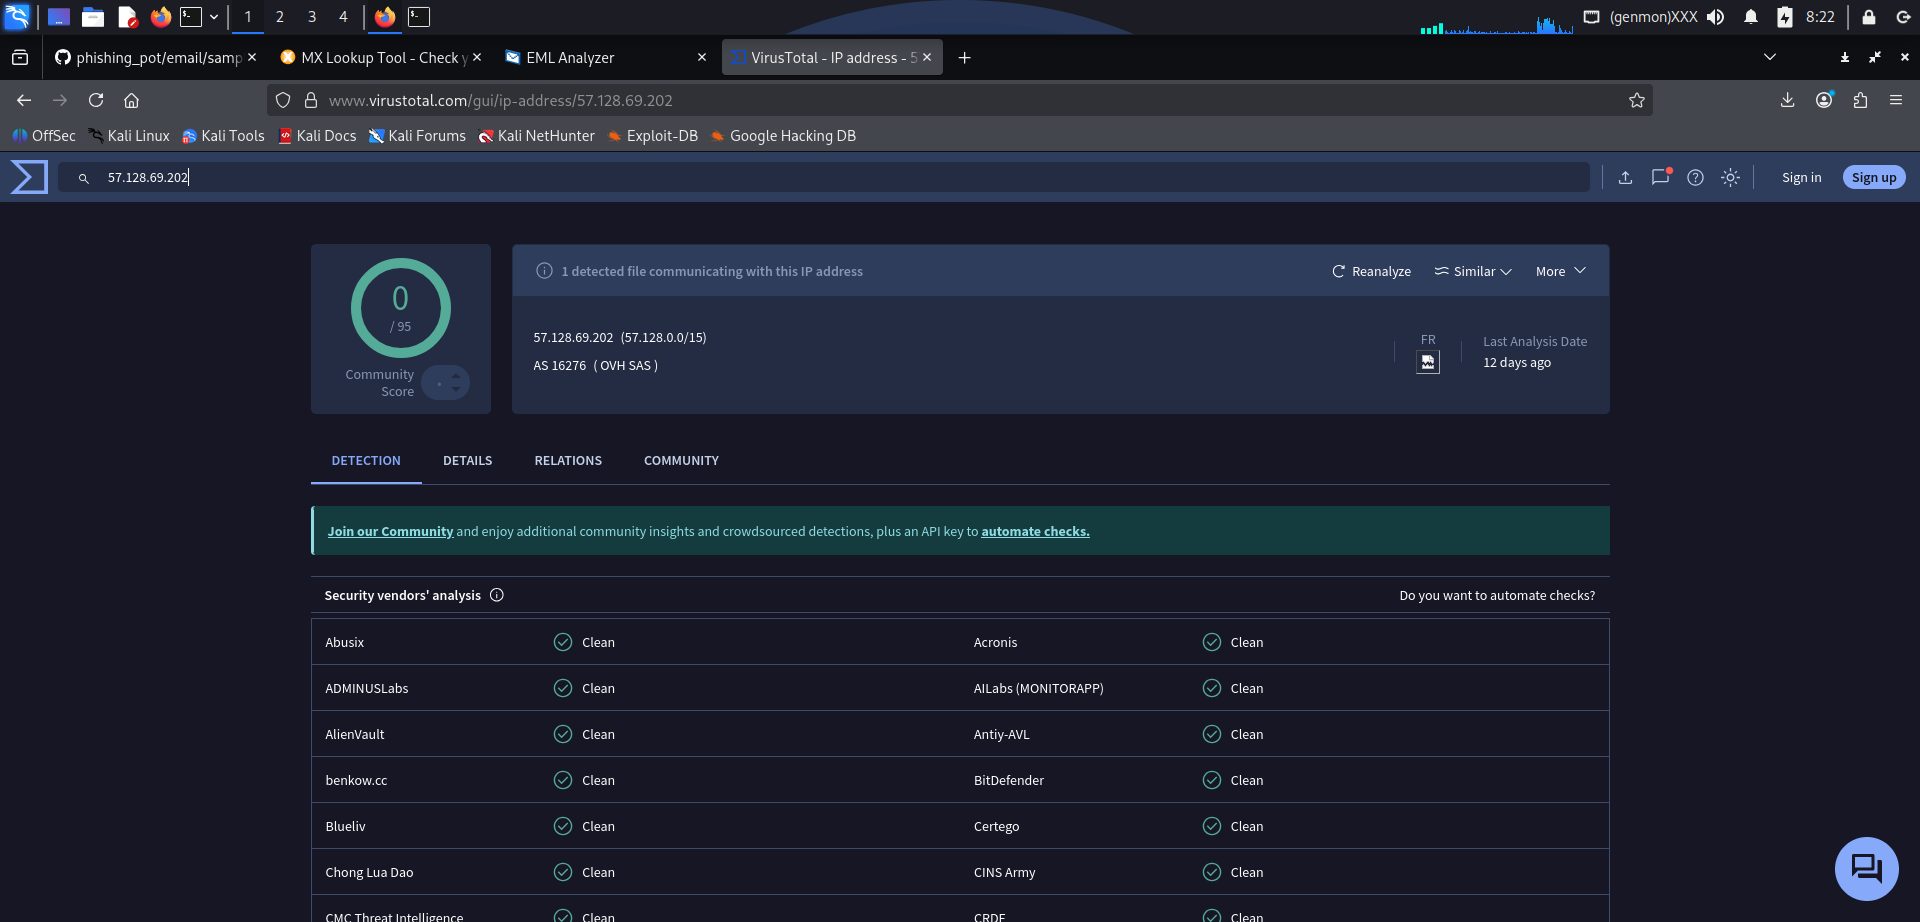 1 2 3 4 (genmon)XXX 8:22
phishing_pot/email/samp MX Lookup Tool - Check y EML Analyzer VirusTotal - IP address - 5
www.virustotal.com/gui/ip-address/57.128.69.202
OffSec Kali Linux Kali Tools Kali Docs Kali Forums Kali NetHunter Exploit-DB Google Hacking DB
57.128.69.202 Sign in Sign up
0
/ 95
Community
Score
1 detected file communicating with this IP address Reanalyze Similar More
57.128.69.202 (57.128.0.0/15)
AS 16276 ( OVH SAS )
FR
Last Analysis Date
12 days ago
DETECTION DETAILS RELATIONS COMMUNITY
Join our Community and enjoy additional community insights and crowdsourced detections, plus an API key to automate checks.
Security vendors' analysis Do you want to automate checks?
Abusix Clean Acronis Clean
ADMINUSLabs Clean AILabs (MONITORAPP) Clean
AlienVault Clean Antiy-AVL Clean
benkow.cc Clean BitDefender Clean
Blueliv Clean Certego Clean
Chong Lua Dao Clean CINS Army Clean
CMC Threat Intelligence Clean CRDF Clean